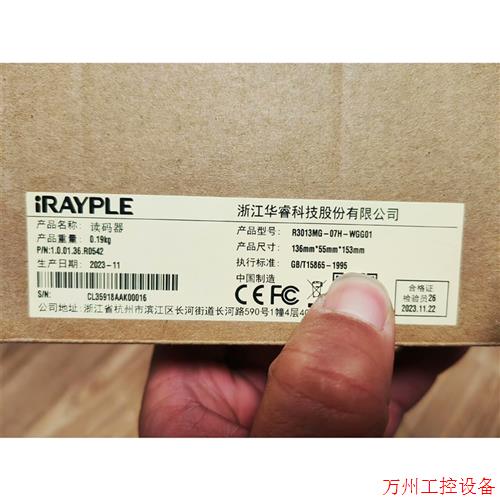 iRAYPLE
浙江华睿科技股份有限公司
产品名称: 读码器
产品型号: R3013MG-07H-WGG01
产品重量: 0.19kg
产品尺寸: 136mm*55mm*153mm
P/N:1.0.01.36.R0542
执行标准: GB/T15865-1995
生产日期: 2023-11
中国制造
CE FC
S/N: CL35918AAK00016
合格证
检验员26
2023.11.22
公司地址:浙江省杭州市滨江区长河街道长河路590号1幢4层40
万州工控设备